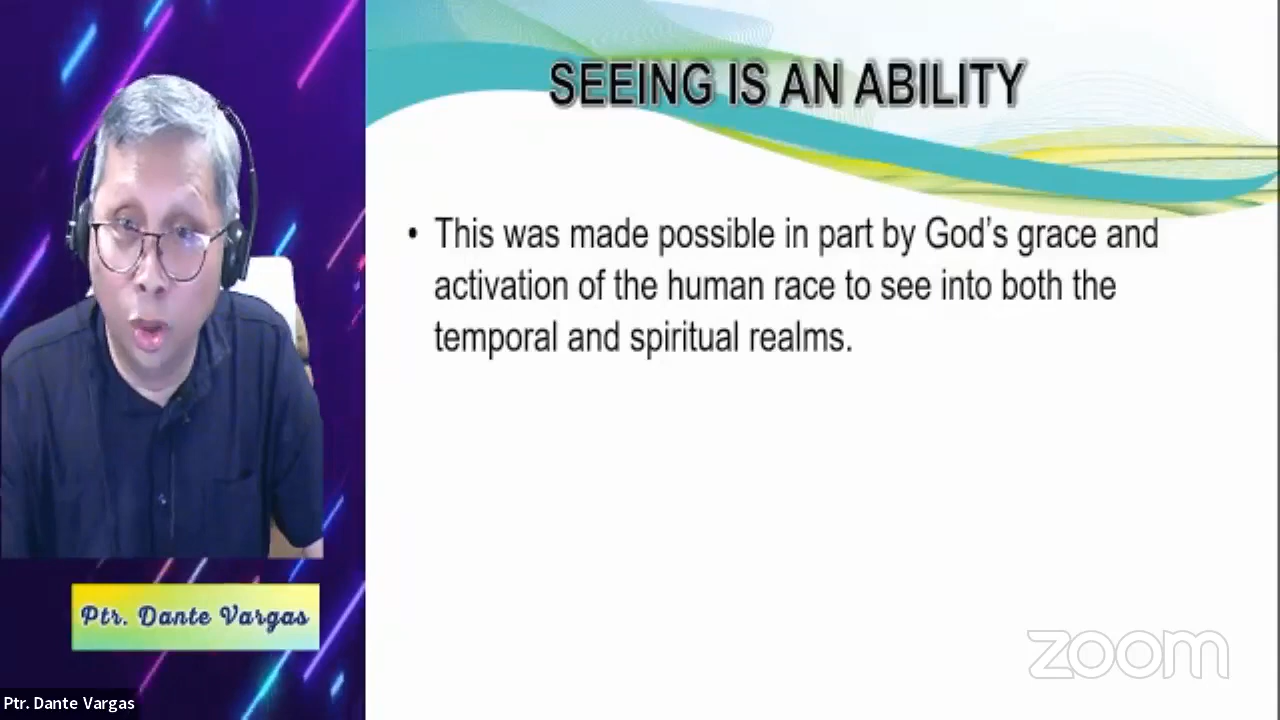 SEEING IS AN ABILITY
• This was made possible in part by God’s grace and
activation of the human race to see into both the
temporal and spiritual realms.
Ptr. Dante Vargas
zoom
Ptr. Dante Vargas